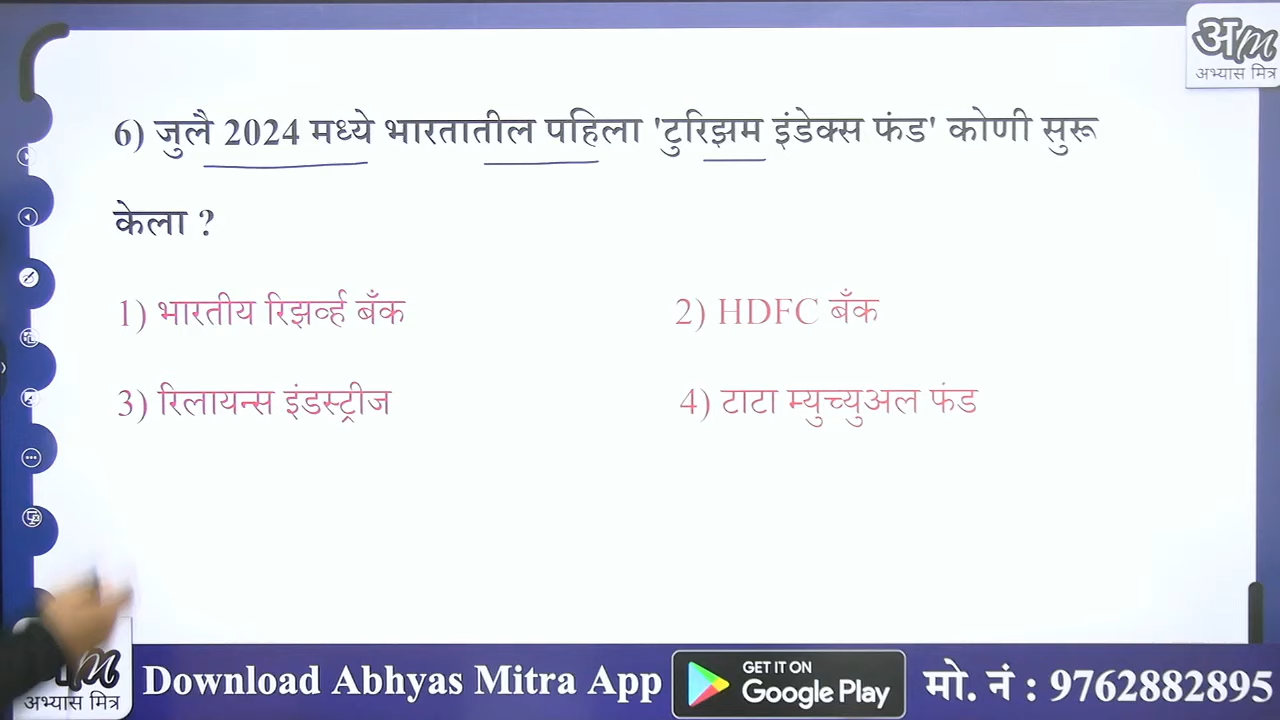 अm
अभ्यास मित्र
6) जुलै 2024 मध्ये भारतातील पहिला 'टुरिझम इंडेक्स फंड' कोणी सुरू
केला ?
1) भारतीय रिझर्व्ह बँक
2) HDFC बँक
3) रिलायन्स इंडस्ट्रीज
4) टाटा म्युच्युअल फंड
m
अभ्यास मित्र
Download Abhyas Mitra App
GET IT ON
Google Play
मो. नं : 9762882895